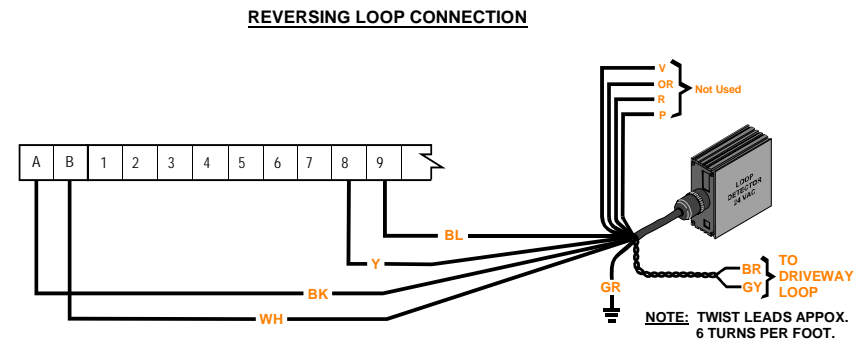 REVERSING LOOP CONNECTION
V
OR
R
P
Not Used
A B 1 2 3 4 5 6 7 8 9
LOOP
DETECTOR
24 VAC
BL
Y
BK
WH
GR
BR
GY
TO
DRIVEWAY
LOOP
NOTE: TWIST LEADS APPOX.
6 TURNS PER FOOT.